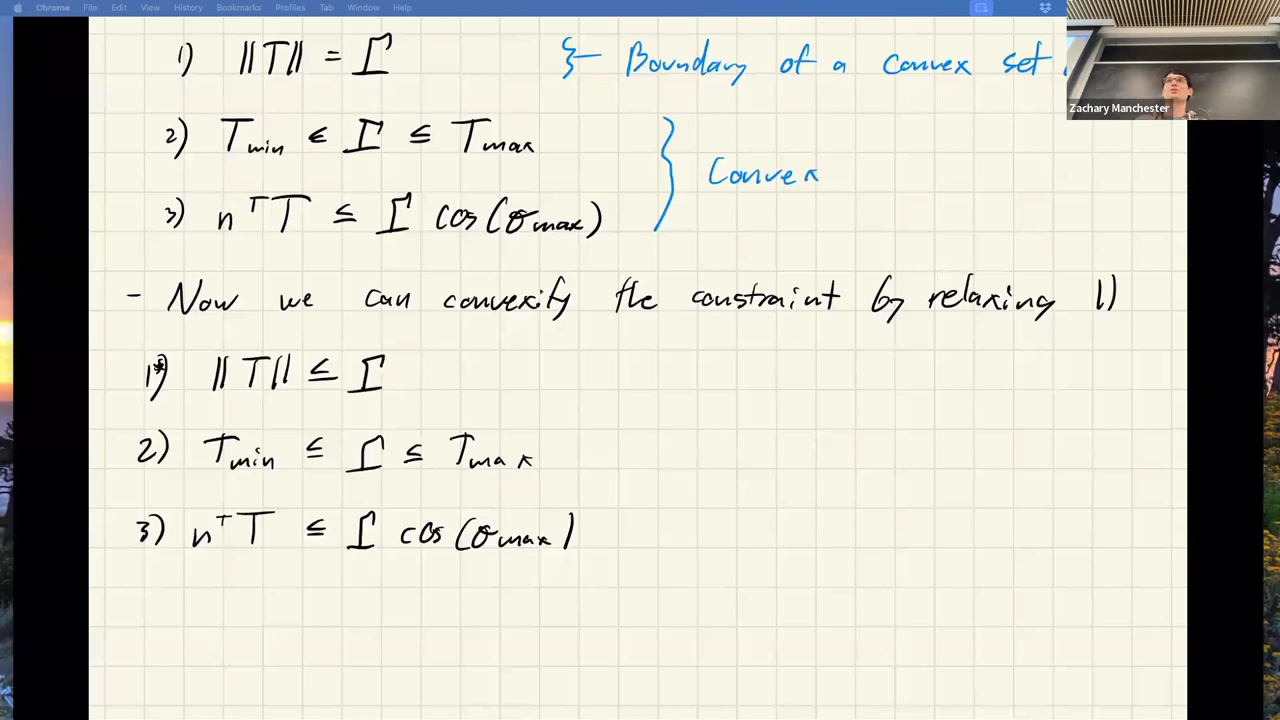 Chrome File Edit View History Bookmarks Profiles Tab Window Help
1) ||T|| = Γ }- Boundary of a convex set
Zachary Manchester
2) Tmin ≤ Γ ≤ Tmax
} Convex
3) nᵀT ≤ Γ cos(θmax)
- Now we can convexify the constraint by relaxing 1)
1*) ||T|| ≤ Γ
2) Tmin ≤ Γ ≤ Tmax
3) nᵀT ≤ Γ cos(θmax)